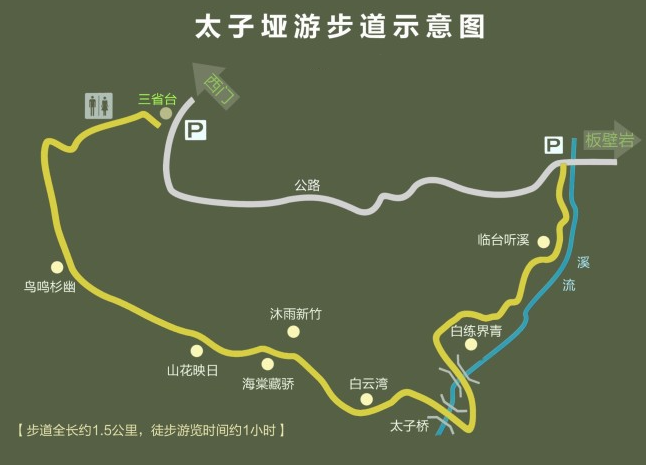 太子垭游步道示意图
西门
三省台
P
P
板壁岩
公路
临台听溪
溪流
鸟鸣杉幽
沐雨新竹
白练界青
山花映日
海棠藏骄
白云湾
太子桥
【步道全长约1.5公里，徒步游览时间约1小时】